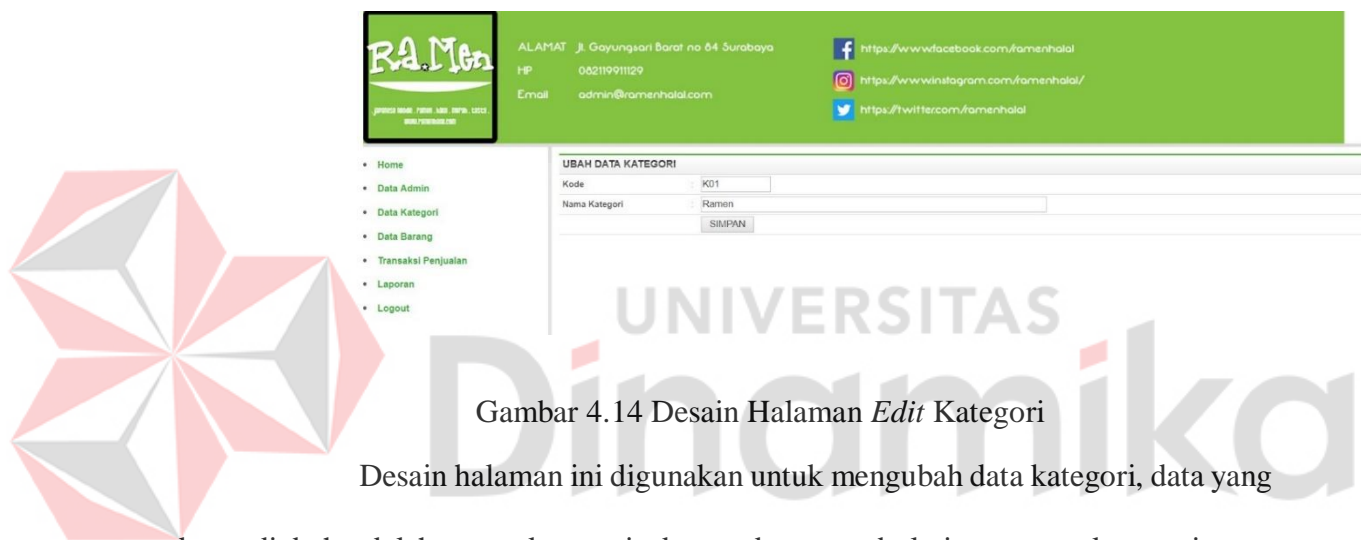 RA.Men
ALAMAT Jl. Gayungsari Barat no 84 Surabaya
HP 082119911129
Email admin@ramenhalal.com
https://www.facebook.com/ramenhalal
https://www.instagram.com/ramenhalal/
https://twitter.com/ramenhalal
Home
Data Admin
Data Kategori
Data Barang
Transaksi Penjualan
Laporan
Logout
UBAH DATA KATEGORI
Kode : K01
Nama Kategori : Ramen
SIMPAN
UNIVERSITAS
Dinamika
Gambar 4.14 Desain Halaman Edit Kategori
Desain halaman ini digunakan untuk mengubah data kategori, data yang